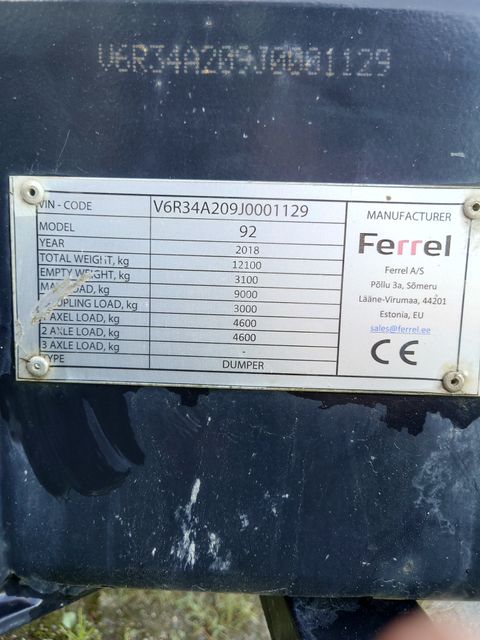 V6R34A209J0001129
VIN - CODE V6R34A209J0001129
MODEL 92
YEAR 2018
TOTAL WEIGHT, kg 12100
EMPTY WEIGHT, kg 3100
LOAD, kg 9000
LOAD, kg 3000
AXEL LOAD, kg 4600
2 AXLE LOAD, kg 4600
3 AXLE LOAD, kg
TYPE DUMPER
MANUFACTURER
Ferrel
Ferrel A/S
Põllu 3a, Sõmeru
Lääne-Virumaa, 44201
Estonia, EU
sales@ferrel.ee
CE